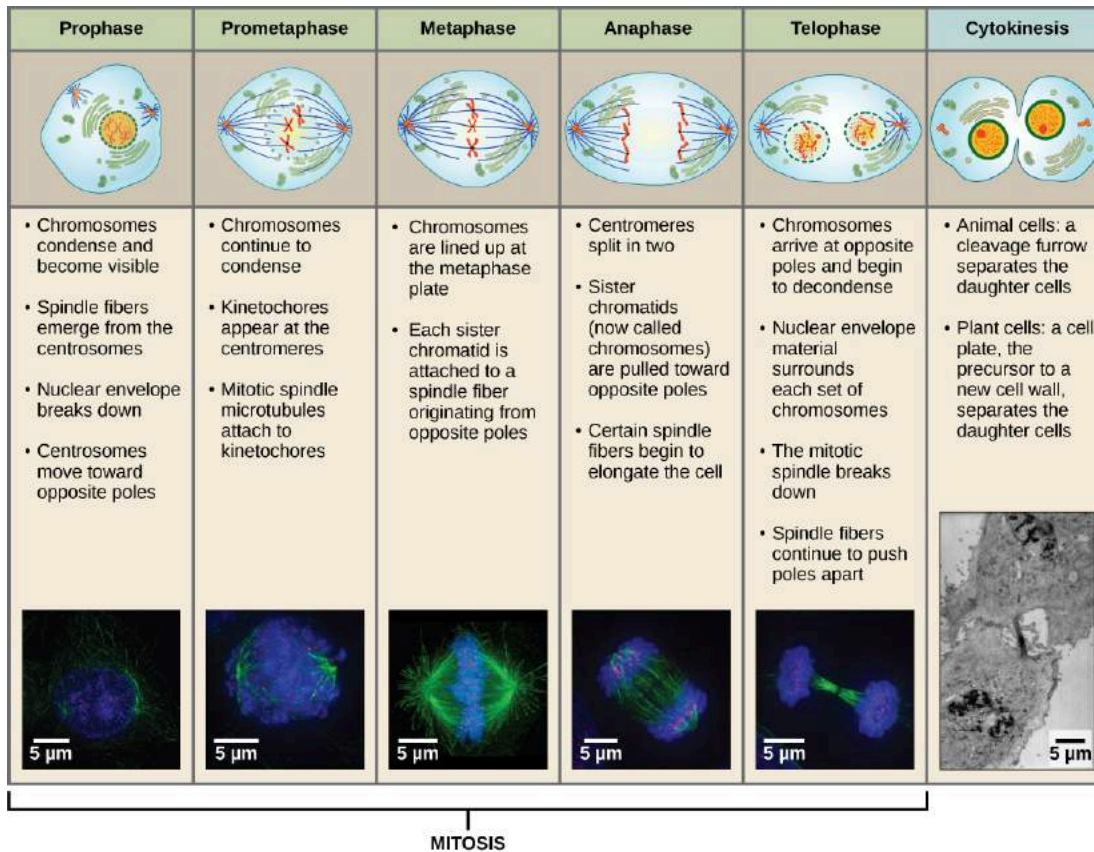 Prophase
Prometaphase
Metaphase
Anaphase
Telophase
Cytokinesis
• Chromosomes
condense and
become visible
• Spindle fibers
emerge from the
centrosomes
• Nuclear envelope
breaks down
• Centrosomes
move toward
opposite poles
• Chromosomes
continue to
condense
• Kinetochores
appear at the
centromeres
• Mitotic spindle
microtubules
attach to
kinetochores
• Chromosomes
are lined up at
the metaphase
plate
• Each sister
chromatid is
attached to a
spindle fiber
originating from
opposite poles
• Centromeres
split in two
• Sister
chromatids
(now called
chromosomes)
are pulled toward
opposite poles
• Certain spindle
fibers begin to
elongate the cell
• Chromosomes
arrive at opposite
poles and begin
to decondense
• Nuclear envelope
material
surrounds
each set of
chromosomes
• The mitotic
spindle breaks
down
• Spindle fibers
continue to push
poles apart
• Animal cells: a
cleavage furrow
separates the
daughter cells
• Plant cells: a cell
plate, the
precursor to
a new cell wall,
separates the
daughter cells
5 µm
5 µm
5 µm
5 µm
5 µm
5 µm
MITOSIS